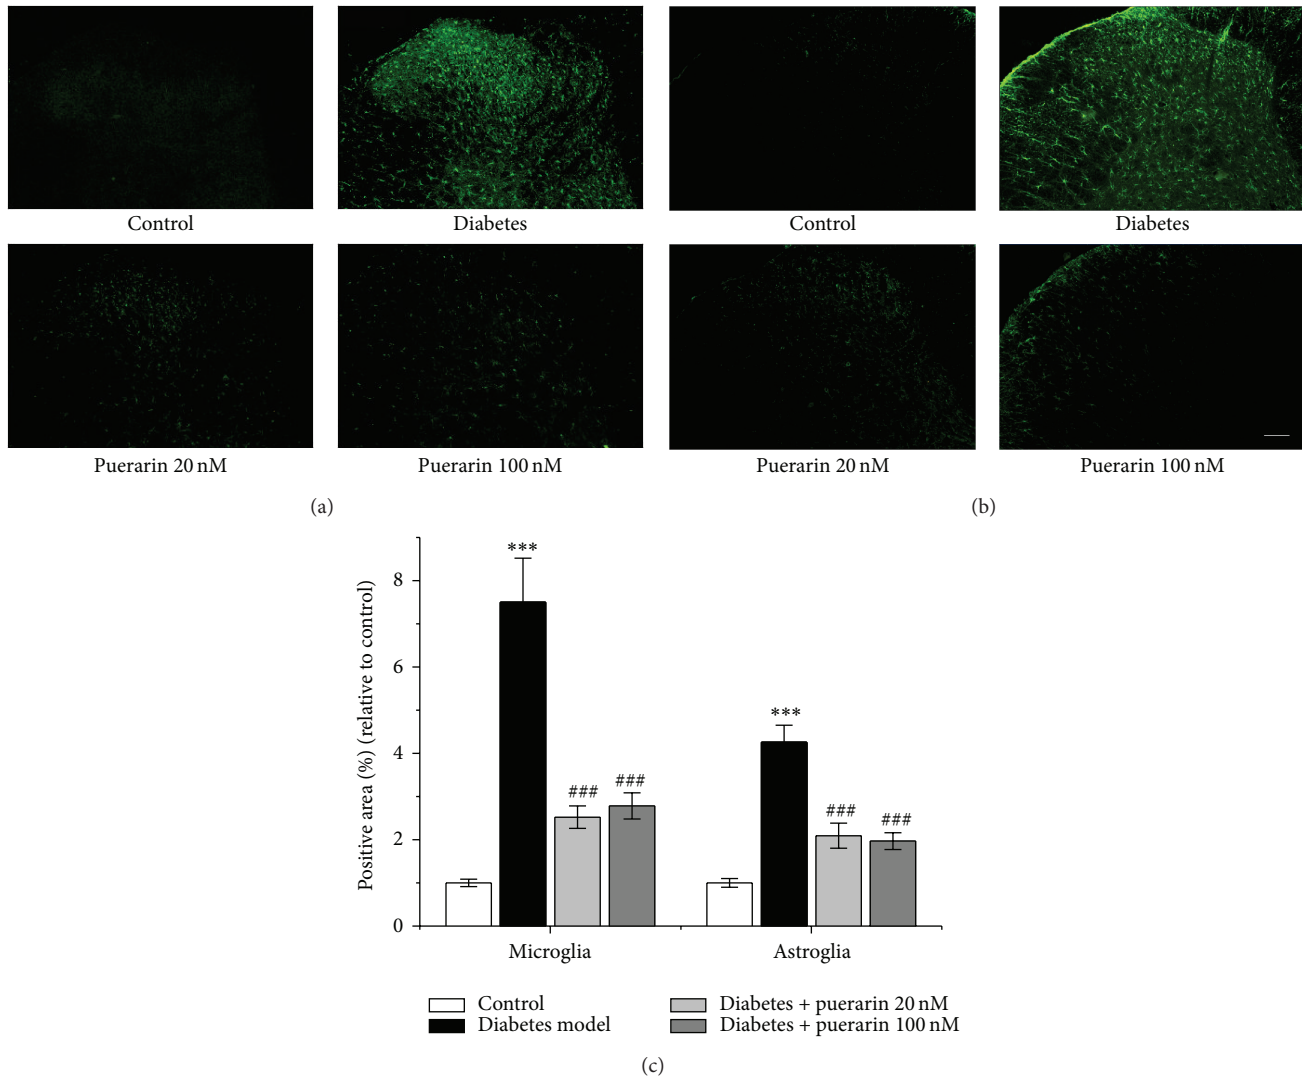 Control
Diabetes
Control
Diabetes
Puerarin 20 nM
Puerarin 100 nM
Puerarin 20 nM
Puerarin 100 nM
(a)
(b)
Positive area (%) (relative to control)
8
6
4
2
0
***
###
###
***
###
###
Microglia
Astroglia
Control
Diabetes model
Diabetes + puerarin 20 nM
Diabetes + puerarin 100 nM
(c)